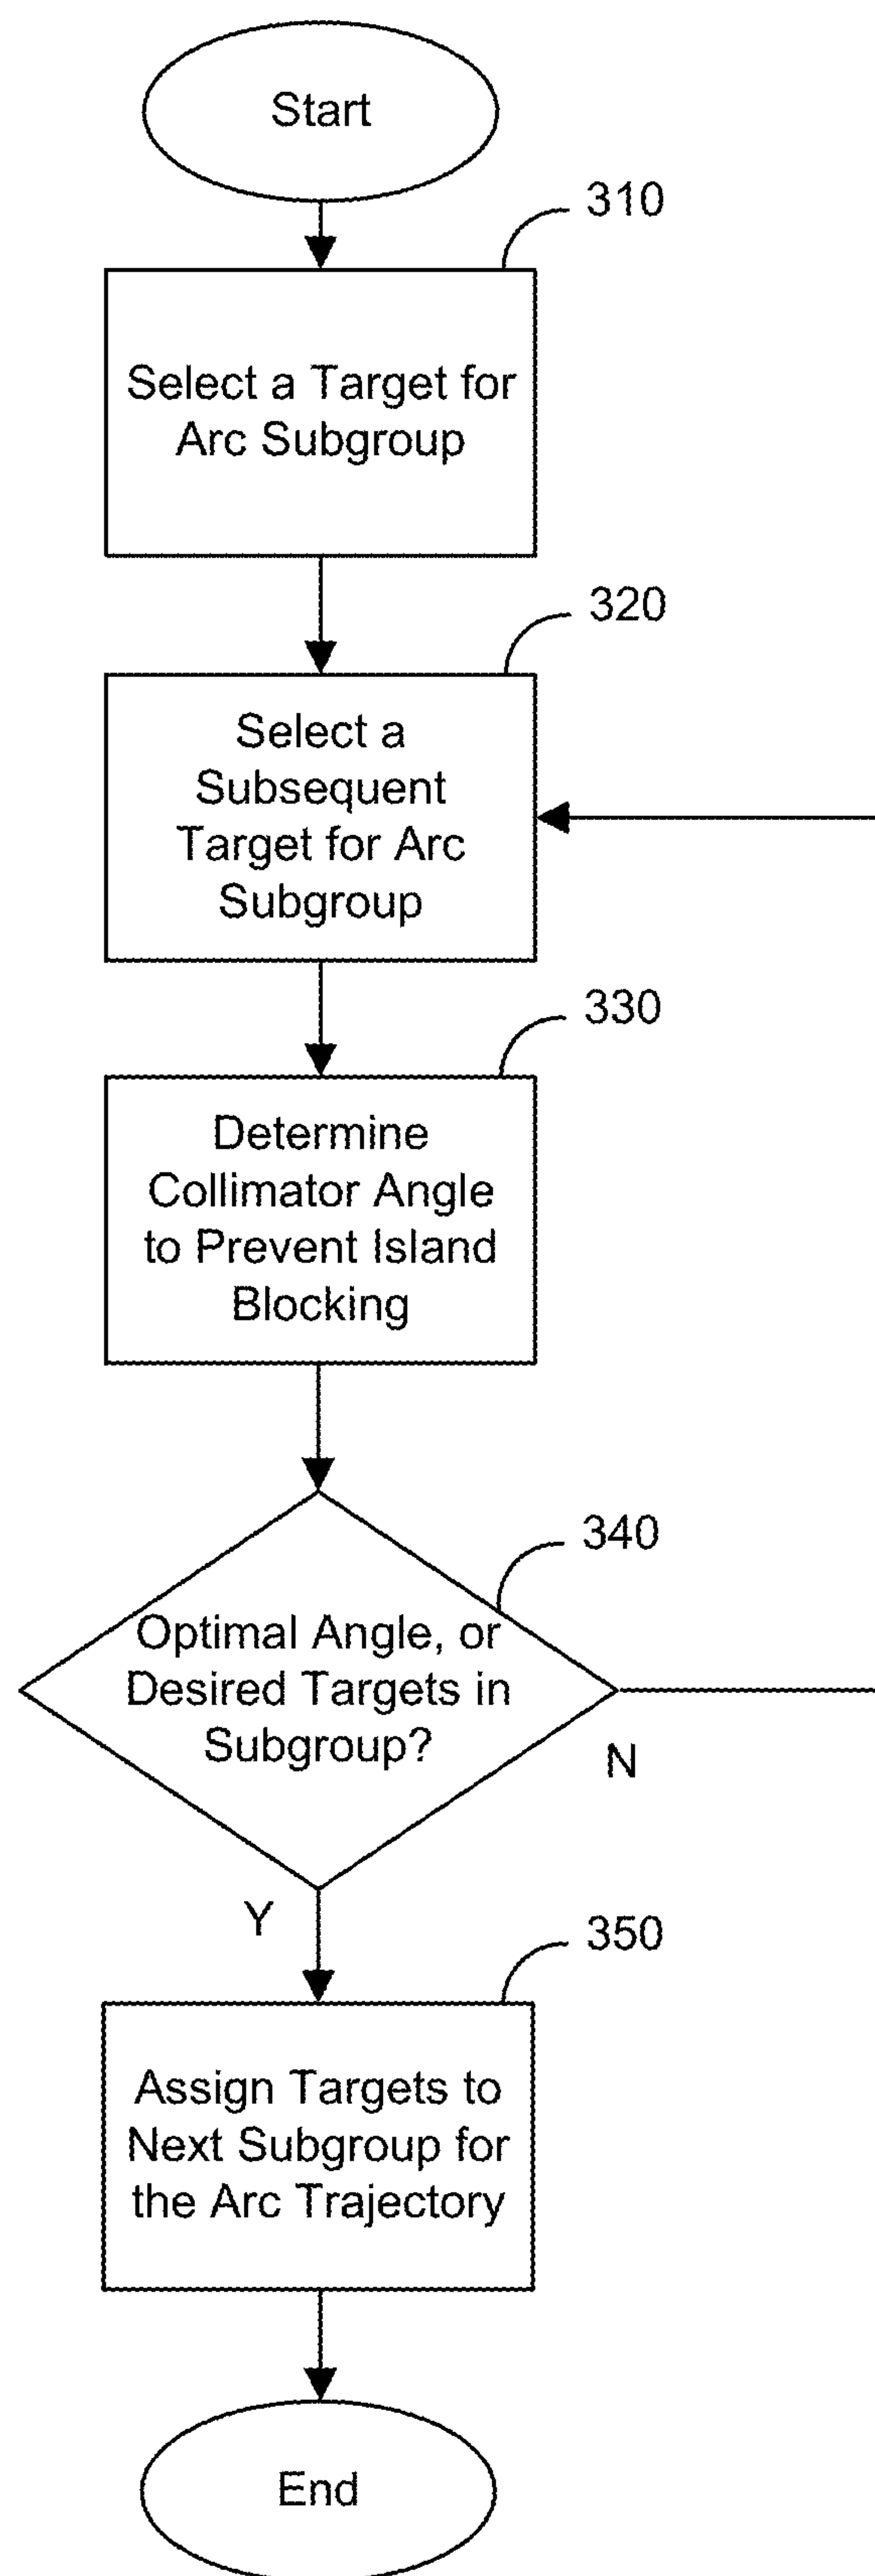 Start
310
Select a Target for
Arc Subgroup
320
Select a
Subsequent
Target for Arc
Subgroup
330
Determine
Collimator Angle
to Prevent Island
Blocking
340
Optimal Angle, or
Desired Targets in
Subgroup?
N
Y
350
Assign Targets to
Next Subgroup for
the Arc Trajectory
End